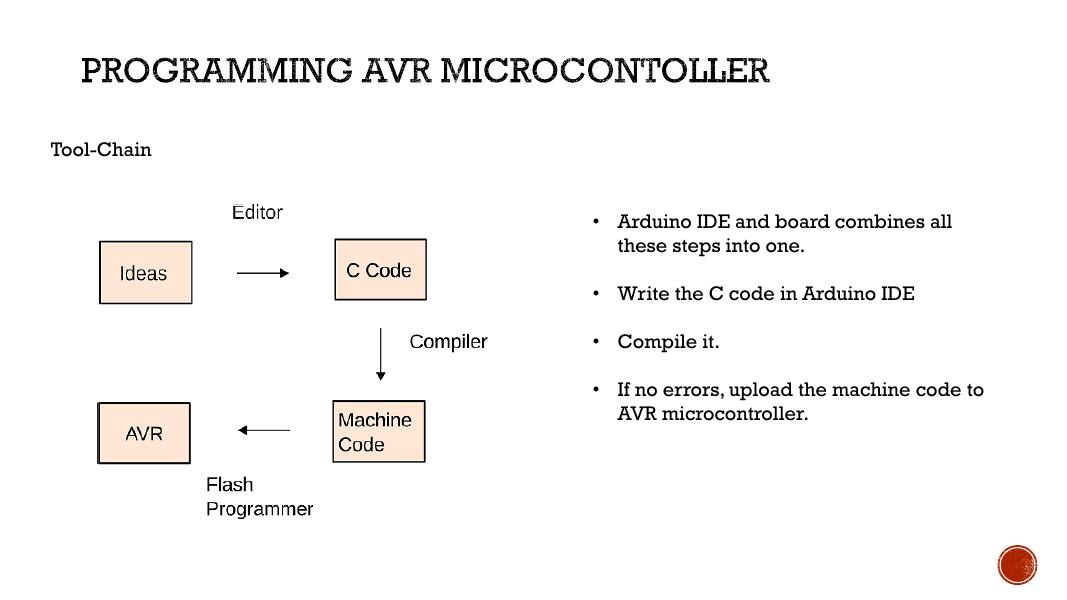 PROGRAMMING AVR MICROCONTOLLER
Tool-Chain
Editor
Ideas
C Code
Compiler
Machine
Code
AVR
Flash
Programmer
• Arduino IDE and board combines all
these steps into one.
• Write the C code in Arduino IDE
• Compile it.
• If no errors, upload the machine code to
AVR microcontroller.